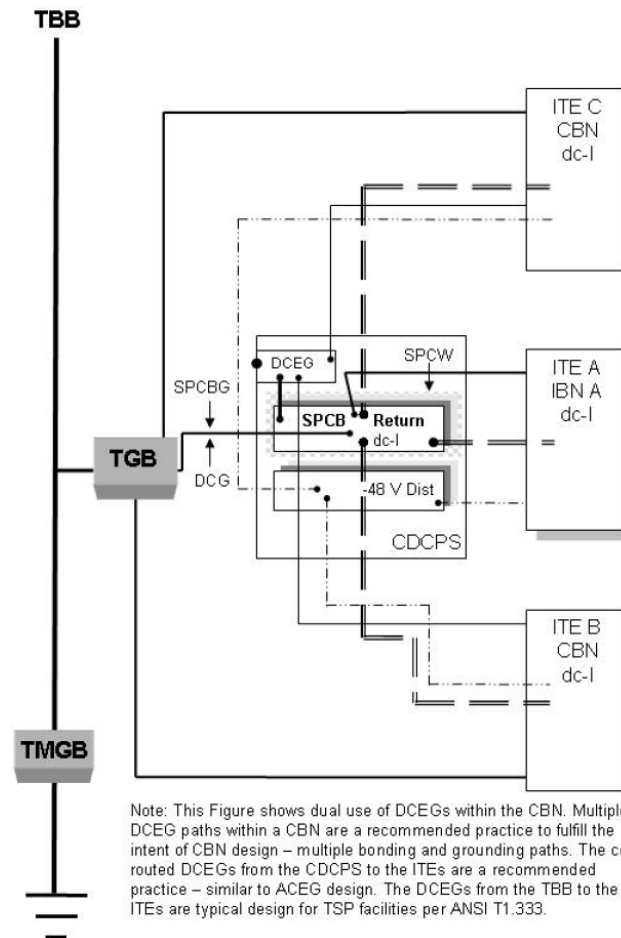 TBB
ITE C
CBN
dc-I
DCEG
SPCW
ITE A
IBN A
dc-I
SPCBG
SPCB Return
dc-I
TGB
DCG
-48 V Dist
CDCPS
ITE B
CBN
dc-I
TMGB
Note: This Figure shows dual use of DCEGs within the CBN.
DCEG paths within a CBN are a recommended practice to fulfill the
intent of CBN design – multiple bonding and grounding paths. The
routed DCEGs from the CDCPS to the ITEs are a recommended
practice – similar to ACEG design. The DCEGs from the TBB to the
ITEs are typical design for TSP facilities per ANSI T1.333.